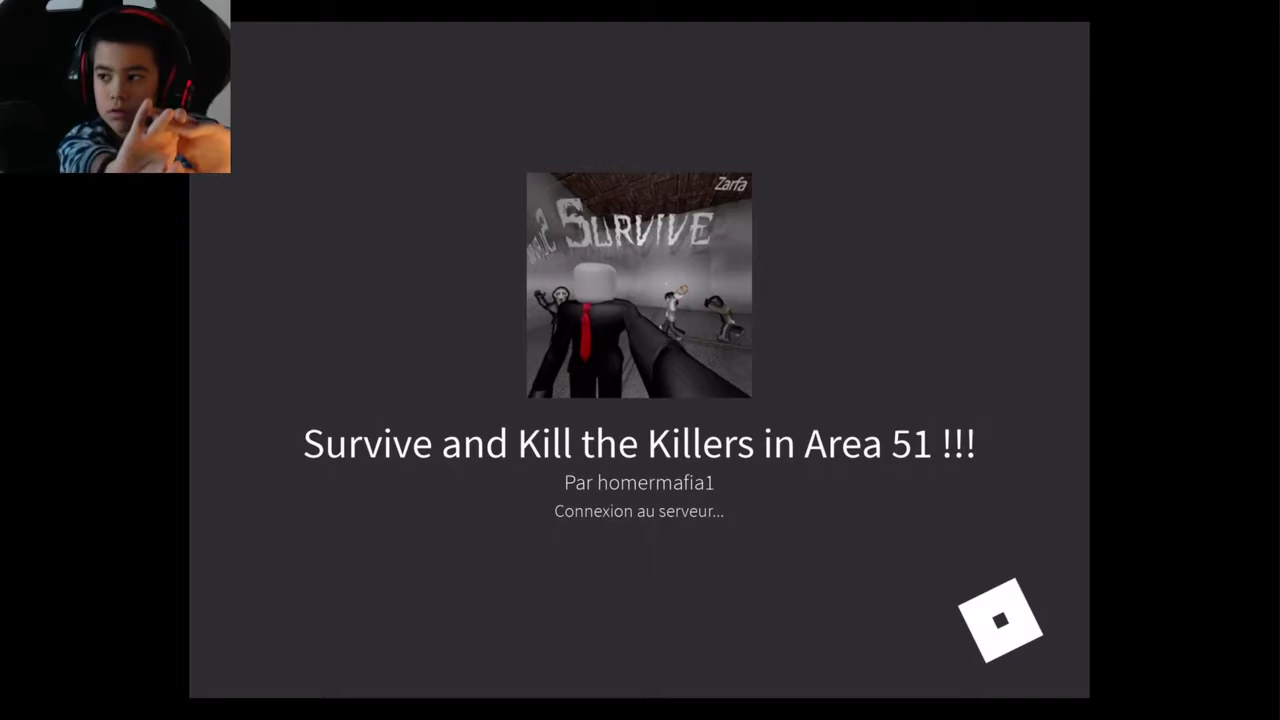 Zarfa
SURVIVE
Survive and Kill the Killers in Area 51 !!!
Par homermafia1
Connexion au serveur...